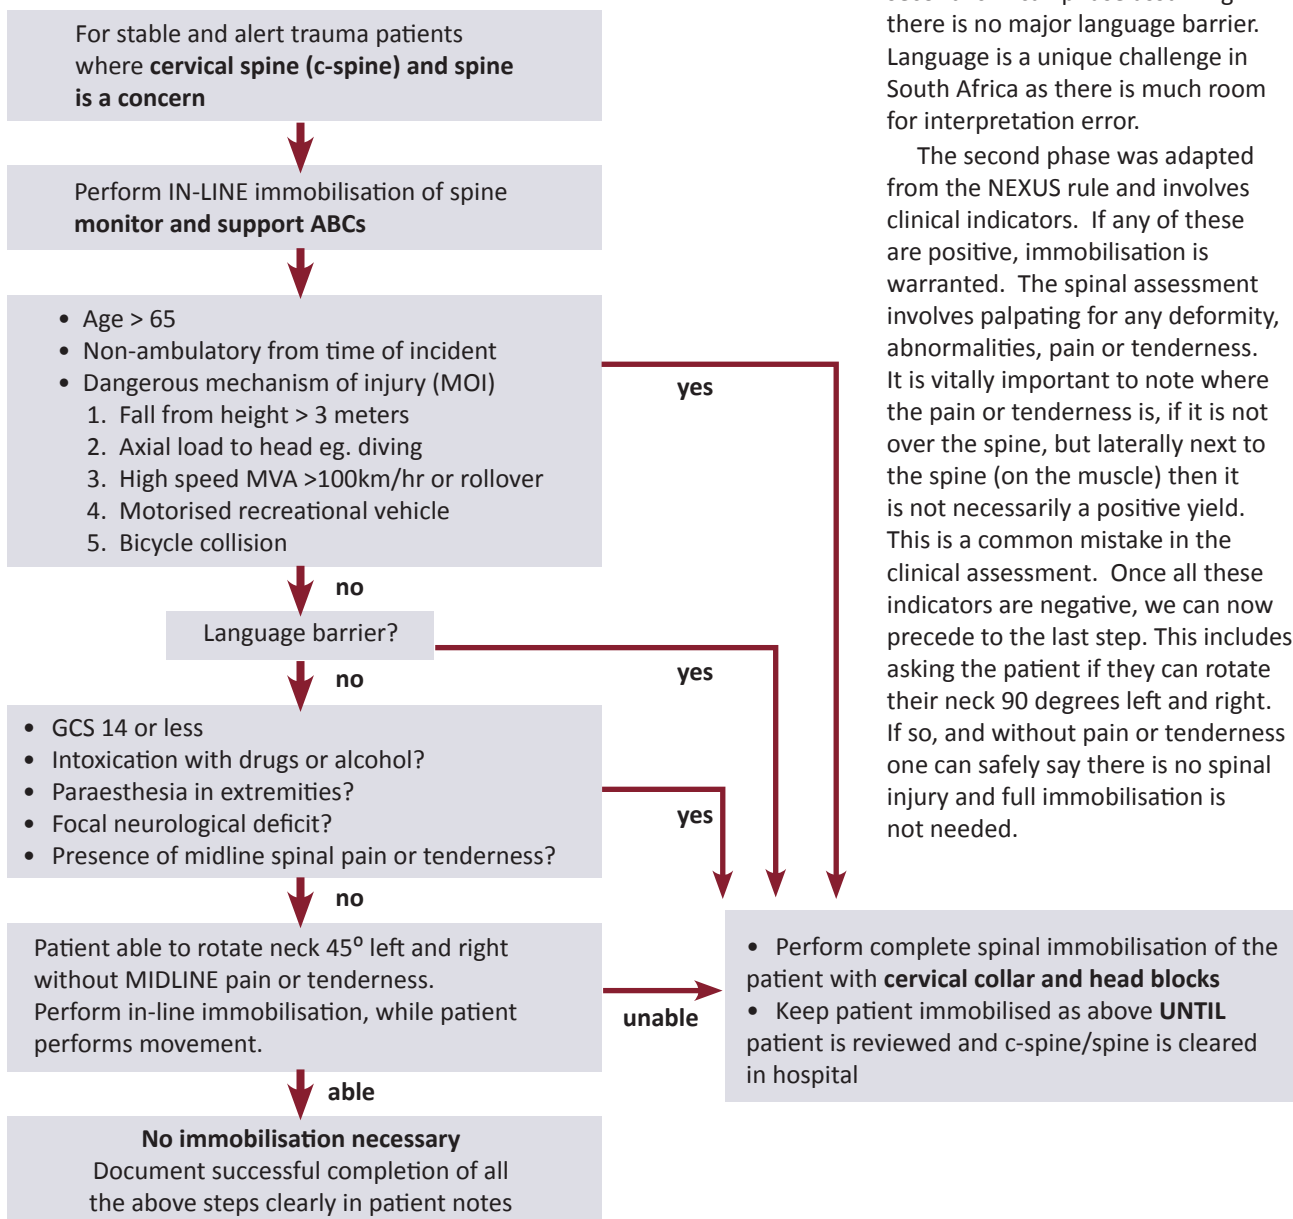 For stable and alert trauma patients
where cervical spine (c-spine) and spine
is a concern
Perform IN-LINE immobilisation of spine
monitor and support ABCs
• Age > 65
• Non-ambulatory from time of incident
• Dangerous mechanism of injury (MOI)
1. Fall from height > 3 meters
2. Axial load to head eg. diving
3. High speed MVA >100km/hr or rollover
4. Motorised recreational vehicle
5. Bicycle collision
yes
no
Language barrier?
yes
no
• GCS 14 or less
• Intoxication with drugs or alcohol?
• Paraesthesia in extremities?
• Focal neurological deficit?
• Presence of midline spinal pain or tenderness?
yes
no
Patient able to rotate neck 45⁰ left and right
without MIDLINE pain or tenderness.
Perform in-line immobilisation, while patient
performs movement.
unable
able
• Perform complete spinal immobilisation of the
patient with cervical collar and head blocks
• Keep patient immobilised as above UNTIL
patient is reviewed and c-spine/spine is cleared
in hospital
No immobilisation necessary
Document successful completion of all
the above steps clearly in patient notes
there is no major language barrier.
Language is a unique challenge in
South Africa as there is much room
for interpretation error.
The second phase was adapted
from the NEXUS rule and involves
clinical indicators. If any of these
are positive, immobilisation is
warranted. The spinal assessment
involves palpating for any deformity,
abnormalities, pain or tenderness.
It is vitally important to note where
the pain or tenderness is, if it is not
over the spine, but laterally next to
the spine (on the muscle) then it
is not necessarily a positive yield.
This is a common mistake in the
clinical assessment. Once all these
indicators are negative, we can now
precede to the last step. This includes
asking the patient if they can rotate
their neck 90 degrees left and right.
If so, and without pain or tenderness
one can safely say there is no spinal
injury and full immobilisation is
not needed.